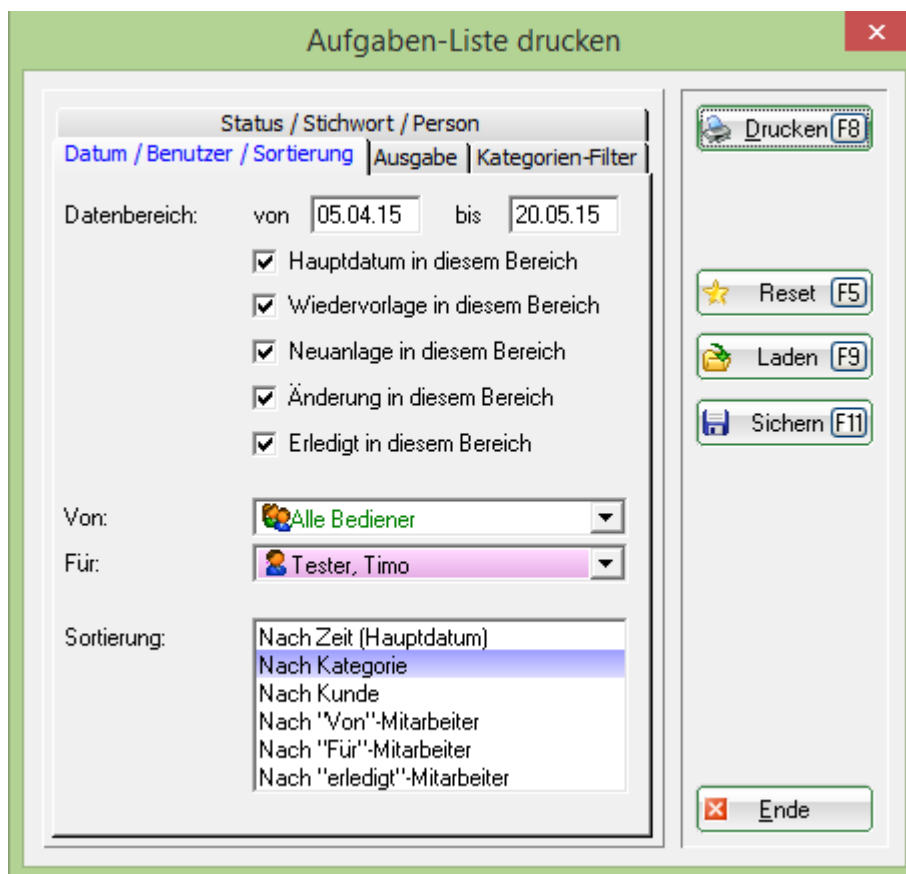 Aufgaben-Liste drucken
Status / Stichwort / Person
Datum / Benutzer / Sortierung Ausgabe Kategorien-Filter
Datenbereich: von 05.04.15 bis 20.05.15
Hauptdatum in diesem Bereich
Wiedervorlage in diesem Bereich
Neuanlage in diesem Bereich
Änderung in diesem Bereich
Erledigt in diesem Bereich
Von: Alle Bediener
Für: Tester, Timo
Sortierung: Nach Zeit (Hauptdatum)
Nach Kategorie
Nach Kunde
Nach "Von"-Mitarbeiter
Nach "Für"-Mitarbeiter
Nach "erledigt"-Mitarbeiter
Drucken F8
Reset F5
Laden F9
Sichern F11
Ende